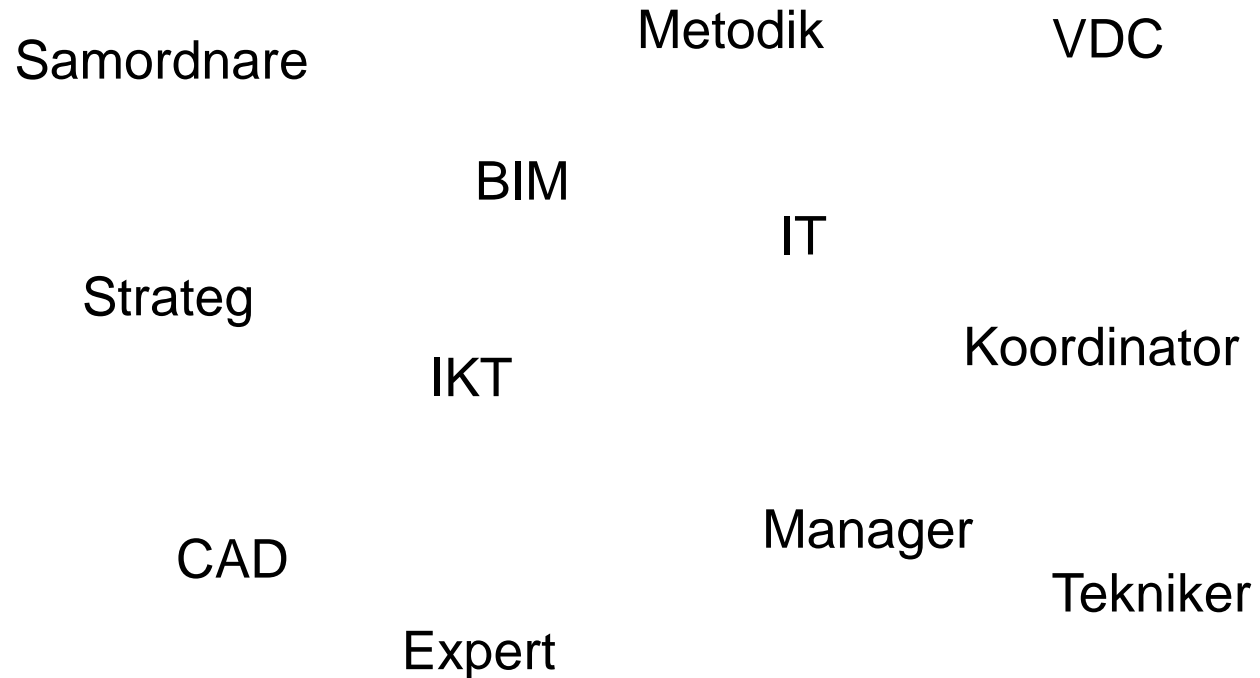 Metodik
VDC
Samordnare
BIM
IT
Strateg
Koordinator
IKT
Manager
CAD
Tekniker
Expert